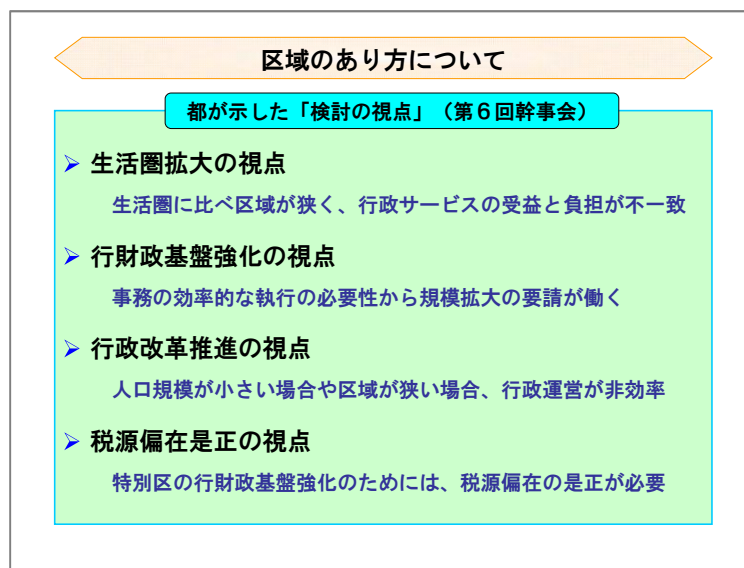 区域のあり方について
都が示した「検討の視点」（第６回幹事会）
➢ 生活圏拡大の視点
生活圏に比べ区域が狭く、行政サービスの受益と負担が不一致
➢ 行財政基盤強化の視点
事務の効率的な執行の必要性から規模拡大の要請が働く
➢ 行政改革推進の視点
人口規模が小さい場合や区域が狭い場合、行政運営が非効率
➢ 税源偏在是正の視点
特別区の行財政基盤強化のためには、税源偏在の是正が必要